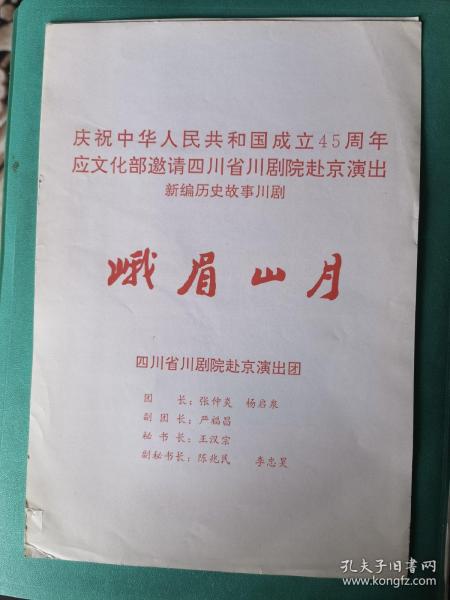 庆祝中华人民共和国成立45周年
应文化部邀请四川省川剧院赴京演出
新编历史故事川剧
峨眉山月
四川省川剧院赴京演出团
团 长：张仲炎 杨启泉
副团长：严福昌
秘书长：王汉宗
副秘书长：陈兆民 李忠昊
孔夫子旧书网
www.kongfz.com